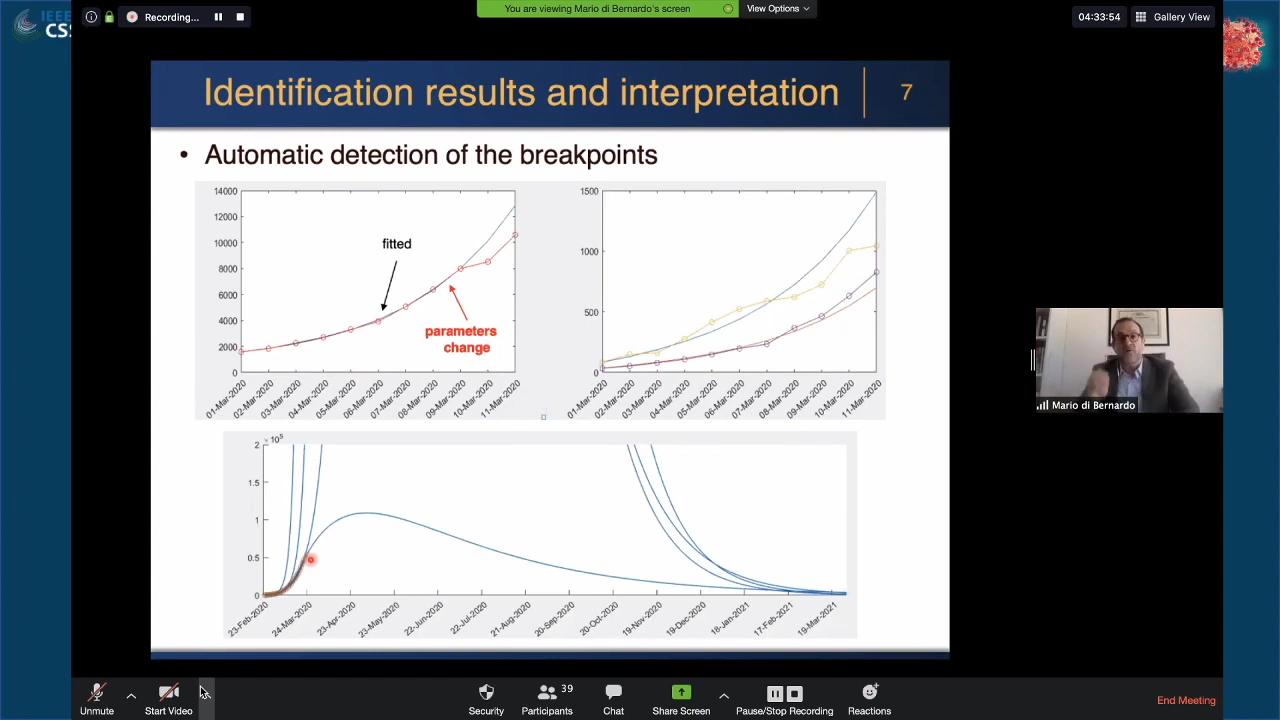 IEEE
CSS
Recording...
You are viewing Mario di Bernardo's screen
View Options
04:33:54
Gallery View
Identification results and interpretation
7
• Automatic detection of the breakpoints
14000
12000
10000
8000
6000
4000
2000
0
fitted
parameters
change
01-Mar-2020
02-Mar-2020
03-Mar-2020
04-Mar-2020
05-Mar-2020
06-Mar-2020
07-Mar-2020
08-Mar-2020
09-Mar-2020
10-Mar-2020
11-Mar-2020
1500
1000
500
0
01-Mar-2020
02-Mar-2020
03-Mar-2020
04-Mar-2020
05-Mar-2020
06-Mar-2020
07-Mar-2020
08-Mar-2020
09-Mar-2020
10-Mar-2020
11-Mar-2020
× 10⁵
2
1.5
1
0.5
0
23-Feb-2020
24-Mar-2020
23-Apr-2020
23-May-2020
22-Jun-2020
22-Jul-2020
21-Aug-2020
20-Sep-2020
20-Oct-2020
19-Nov-2020
19-Dec-2020
18-Jan-2021
17-Feb-2021
19-Mar-2021
Mario di Bernardo
Unmute
Start Video
Security
Participants
39
Chat
Share Screen
Pause/Stop Recording
Reactions
End Meeting